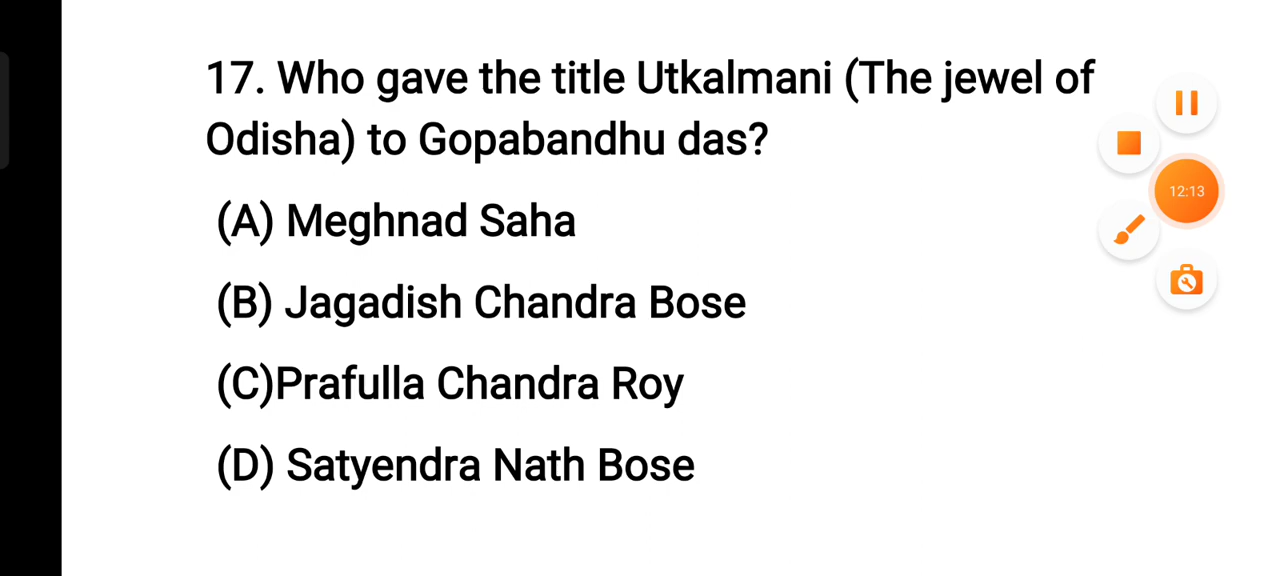 17. Who gave the title Utkalmani (The jewel of
Odisha) to Gopabandhu das?
(A) Meghnad Saha
(B) Jagadish Chandra Bose
(C)Prafulla Chandra Roy
(D) Satyendra Nath Bose
12:13